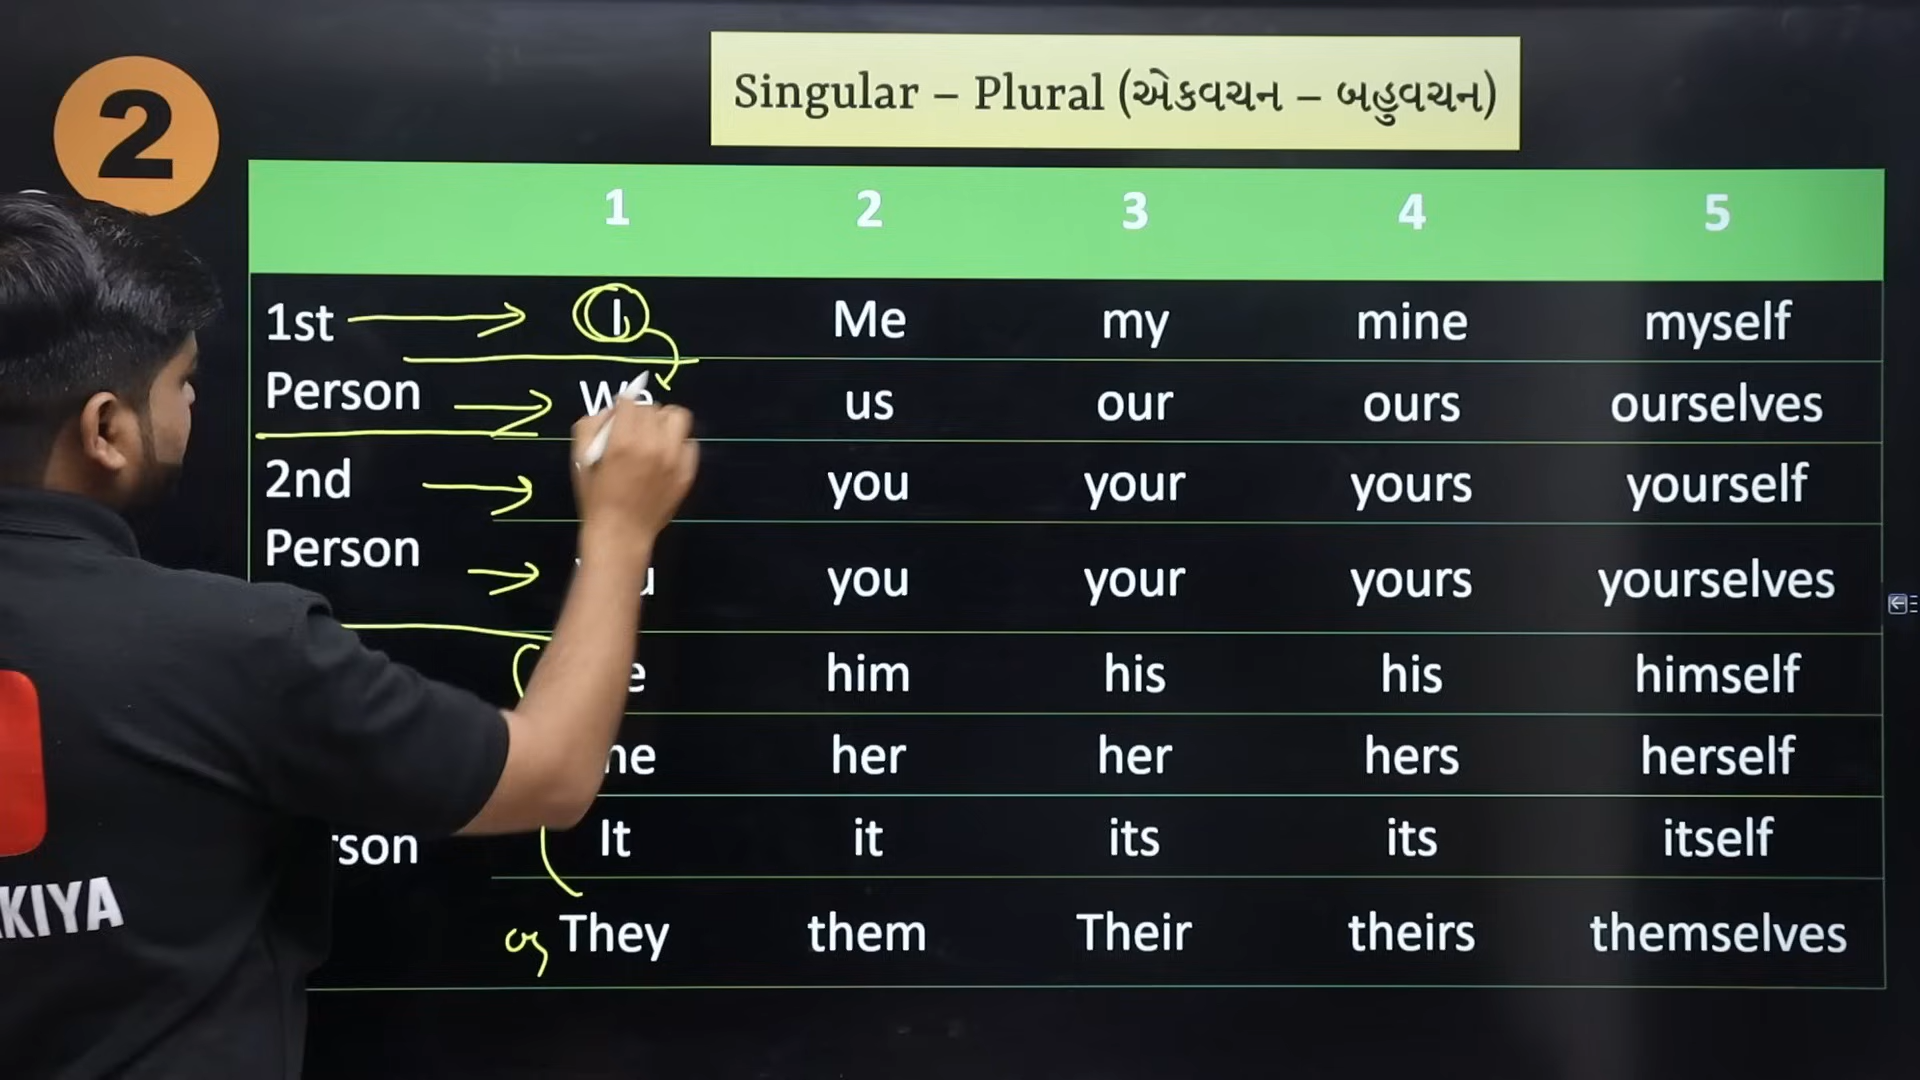 2
Singular – Plural (એકવચન – બહુવચન)
1 2 3 4 5
1st I Me my mine myself
Person We us our ours ourselves
2nd you your yours yourself
Person you your yours yourselves
him his his himself
her her hers herself
It it its its itself
They them Their theirs themselves